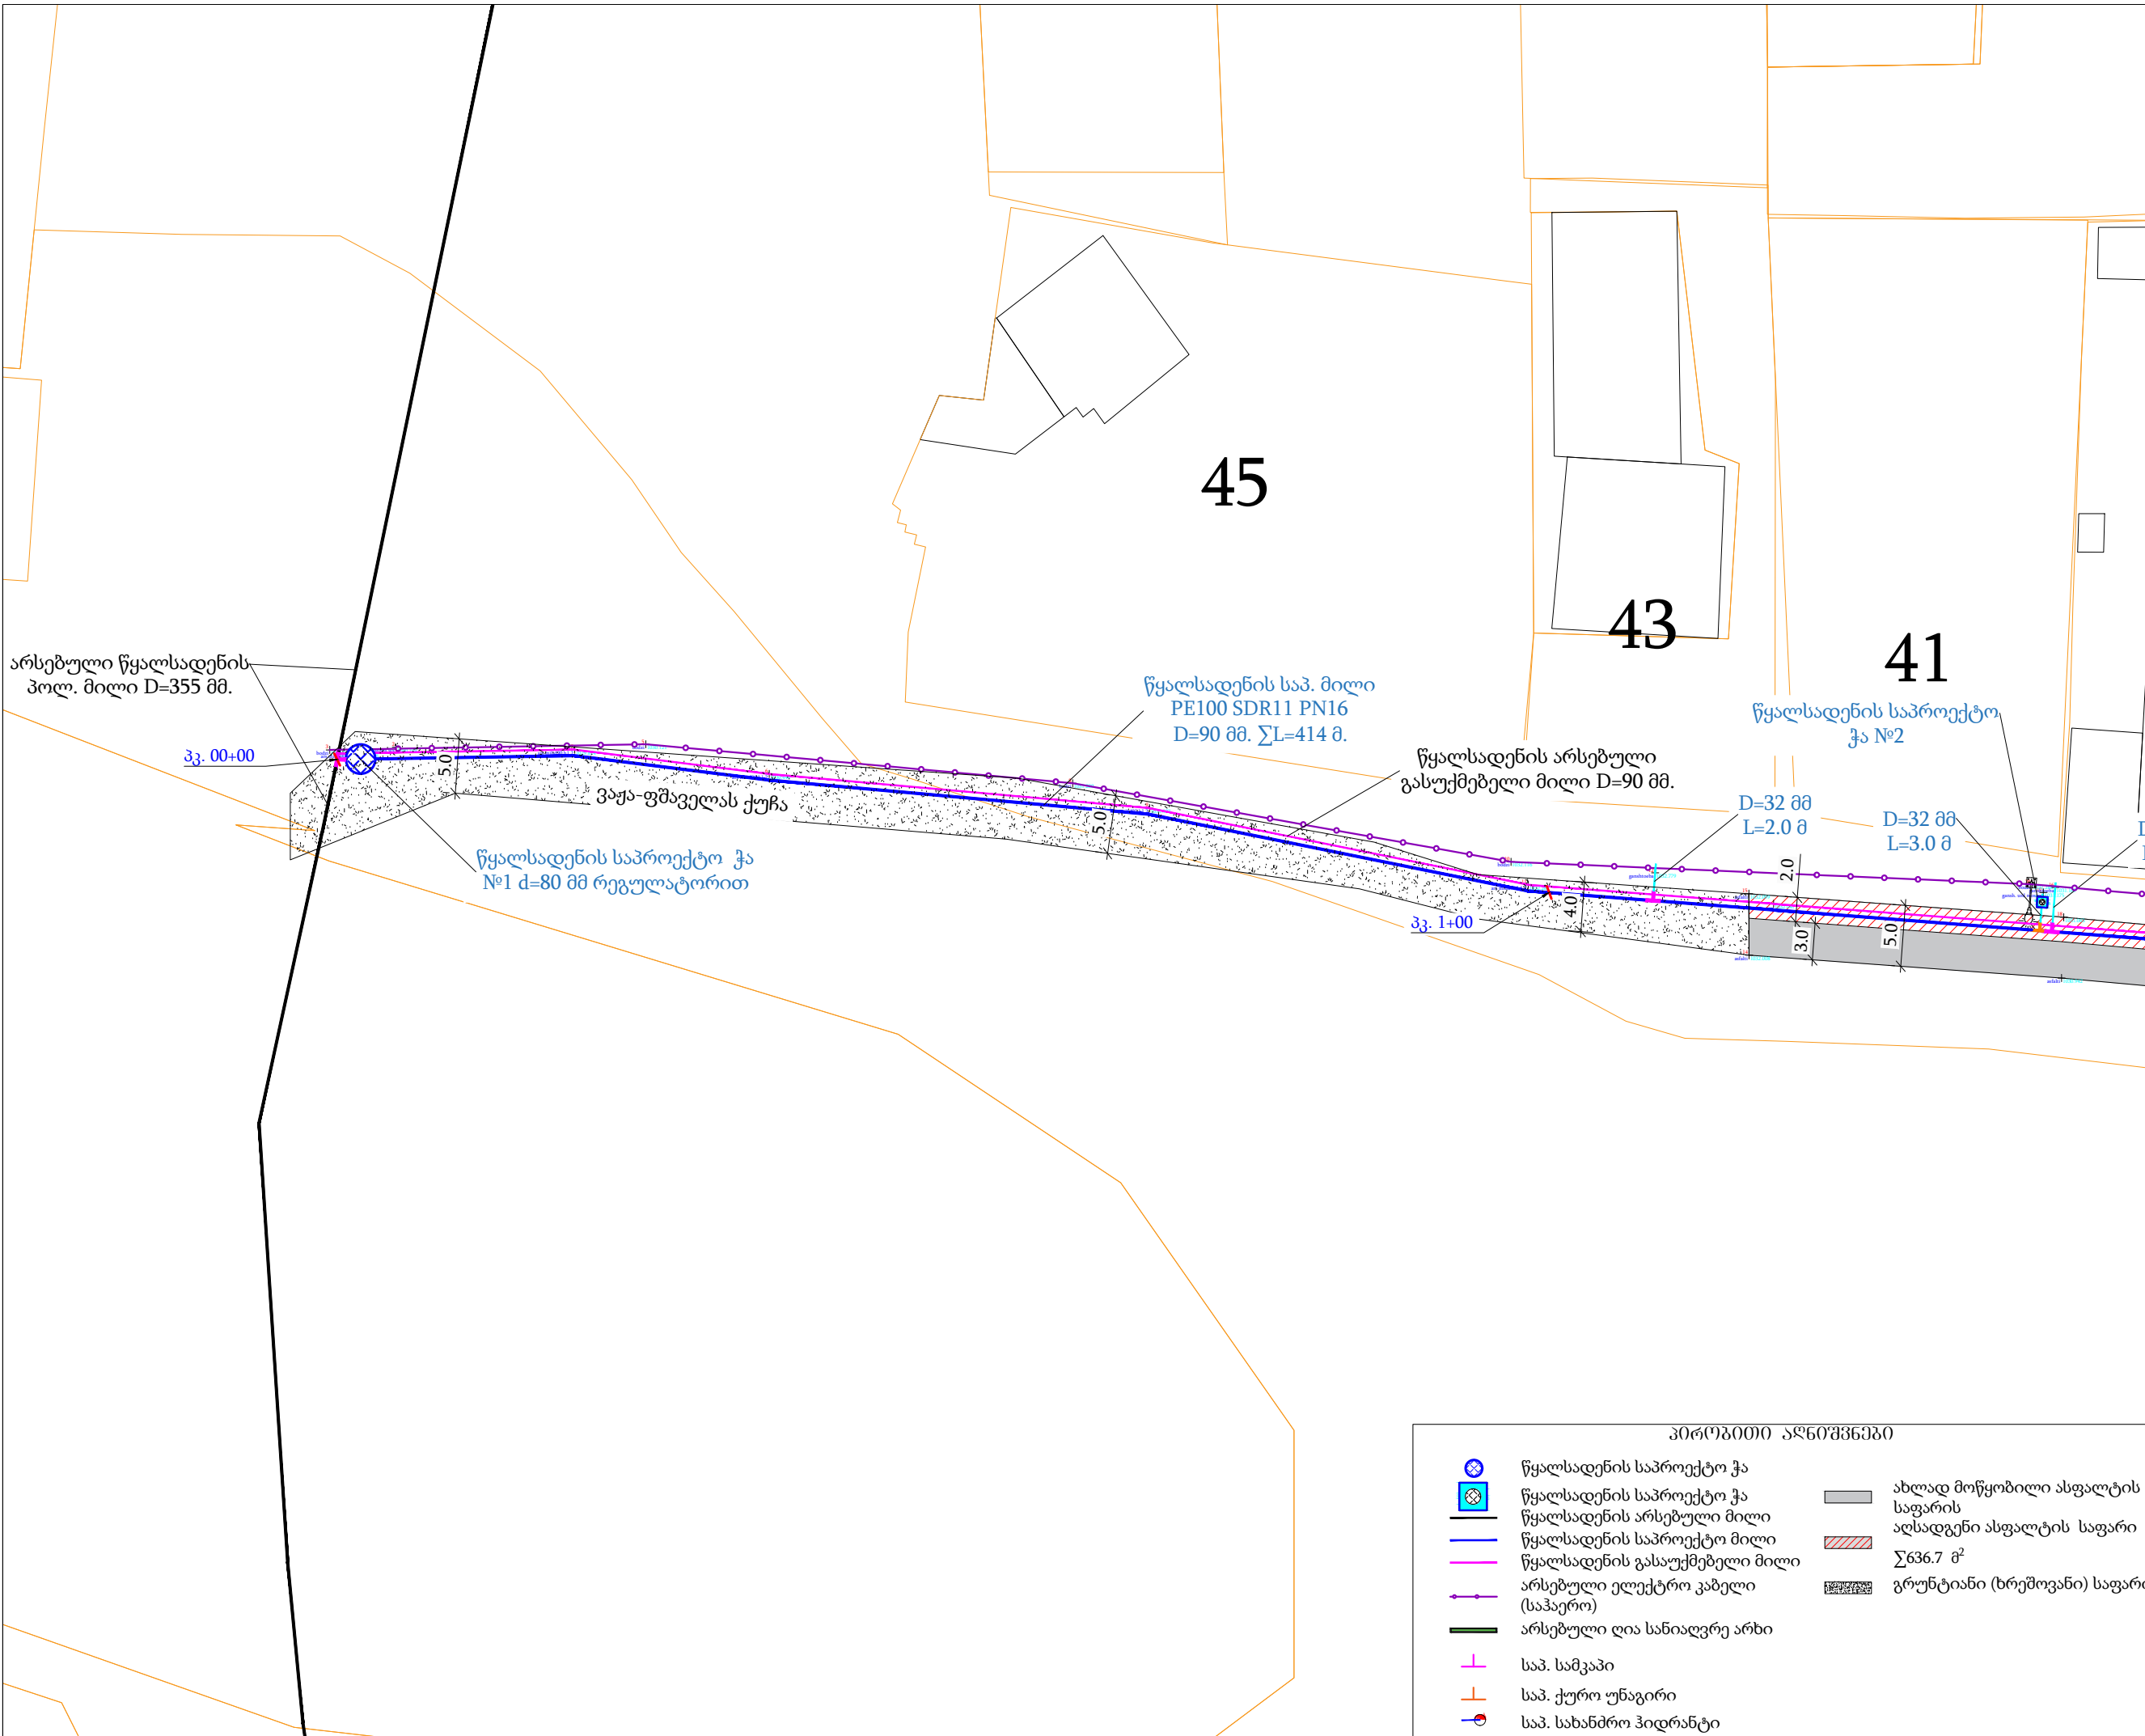 45
43
41
არსებული წყალსადენის
პოლ. მილი D=355 მმ.
პკ. 00+00
წყალსადენის საპ. მილი
PE100 SDR11 PN16
D=90 მმ. ∑L=414 მ.
წყალსადენის საპროექტო
ჭა №2
წყალსადენის არსებული
გასუქმებელი მილი D=90 მმ.
5.0
ვაჟა-ფშაველას ქუჩა
5.0
D=32 მმ
L=2.0 მ
D=32 მმ
L=3.0 მ
წყალსადენის საპროექტო ჭა
№1 d=80 მმ რეგულატორით
2.0
4.0
პკ. 1+00
3.0
5.0
პირობითი აღნიშვნები
წყალსადენის საპროექტო ჭა
წყალსადენის საპროექტო ჭა
წყალსადენის არსებული მილი
წყალსადენის საპროექტო მილი
წყალსადენის გასაუქმებელი მილი
არსებული ელექტრო კაბელი
(საჰაერო)
არსებული ღია სანიაღვრე არხი
საპ. სამკაპი
საპ. ქურო უნაგირი
საპ. სახანძრო ჰიდრანტი
ახლად მოწყობილი ასფალტის
საფარის
აღსადგენი ასფალტის საფარი
∑636.7 მ²
გრუნტიანი (ხრეშოვანი)